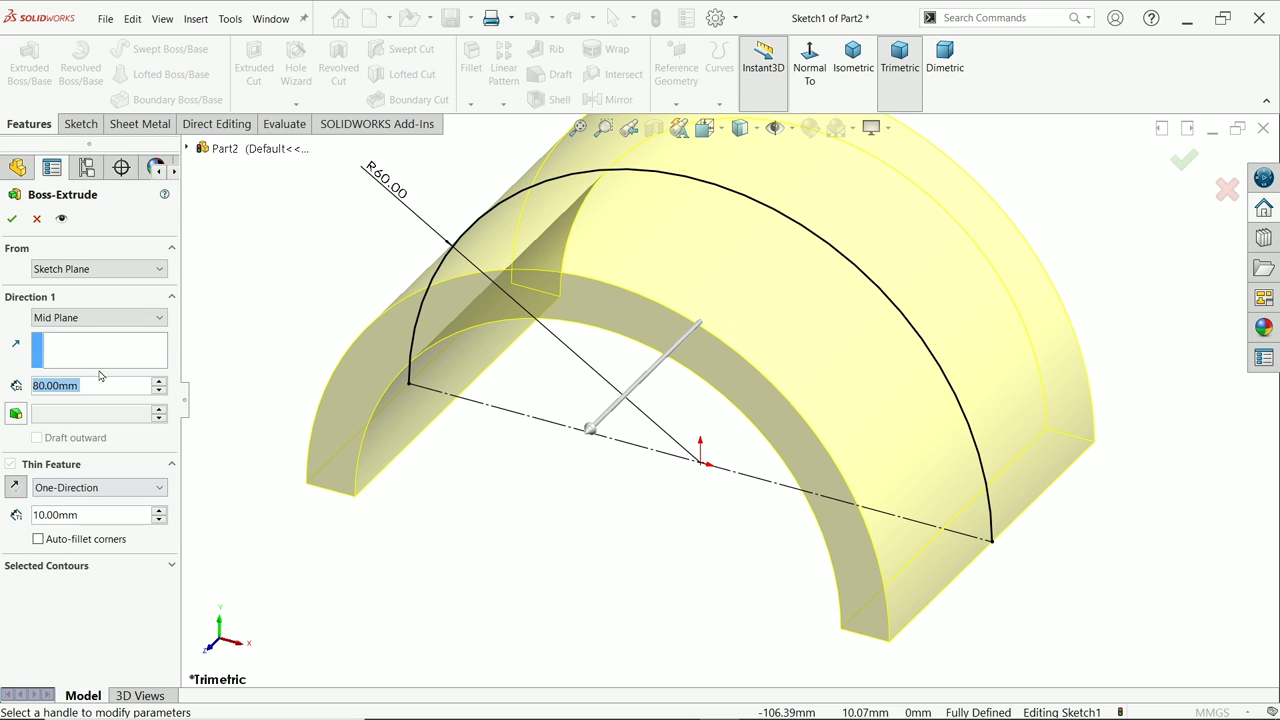 SOLIDWORKS
File Edit View Insert Tools Window
Sketch1 of Part2 *
Search Commands
Extruded Boss/Base
Revolved Boss/Base
Swept Boss/Base
Lofted Boss/Base
Boundary Boss/Base
Extruded Cut
Hole Wizard
Revolved Cut
Swept Cut
Lofted Cut
Boundary Cut
Fillet
Linear Pattern
Rib
Draft
Shell
Wrap
Intersect
Mirror
Reference Geometry
Curves
Instant3D
Normal To
Isometric
Trimetric
Dimetric
Features Sketch Sheet Metal Direct Editing Evaluate SOLIDWORKS Add-Ins
Part2 (Default<<...
Boss-Extrude
From
Sketch Plane
Direction 1
Mid Plane
80.00mm
Draft outward
Thin Feature
One-Direction
10.00mm
Auto-fillet corners
Selected Contours
R60.00
Y
X
Z
*Trimetric
Model 3D Views
Select a handle to modify parameters
-106.39mm 10.07mm 0mm Fully Defined Editing Sketch1 MMGS